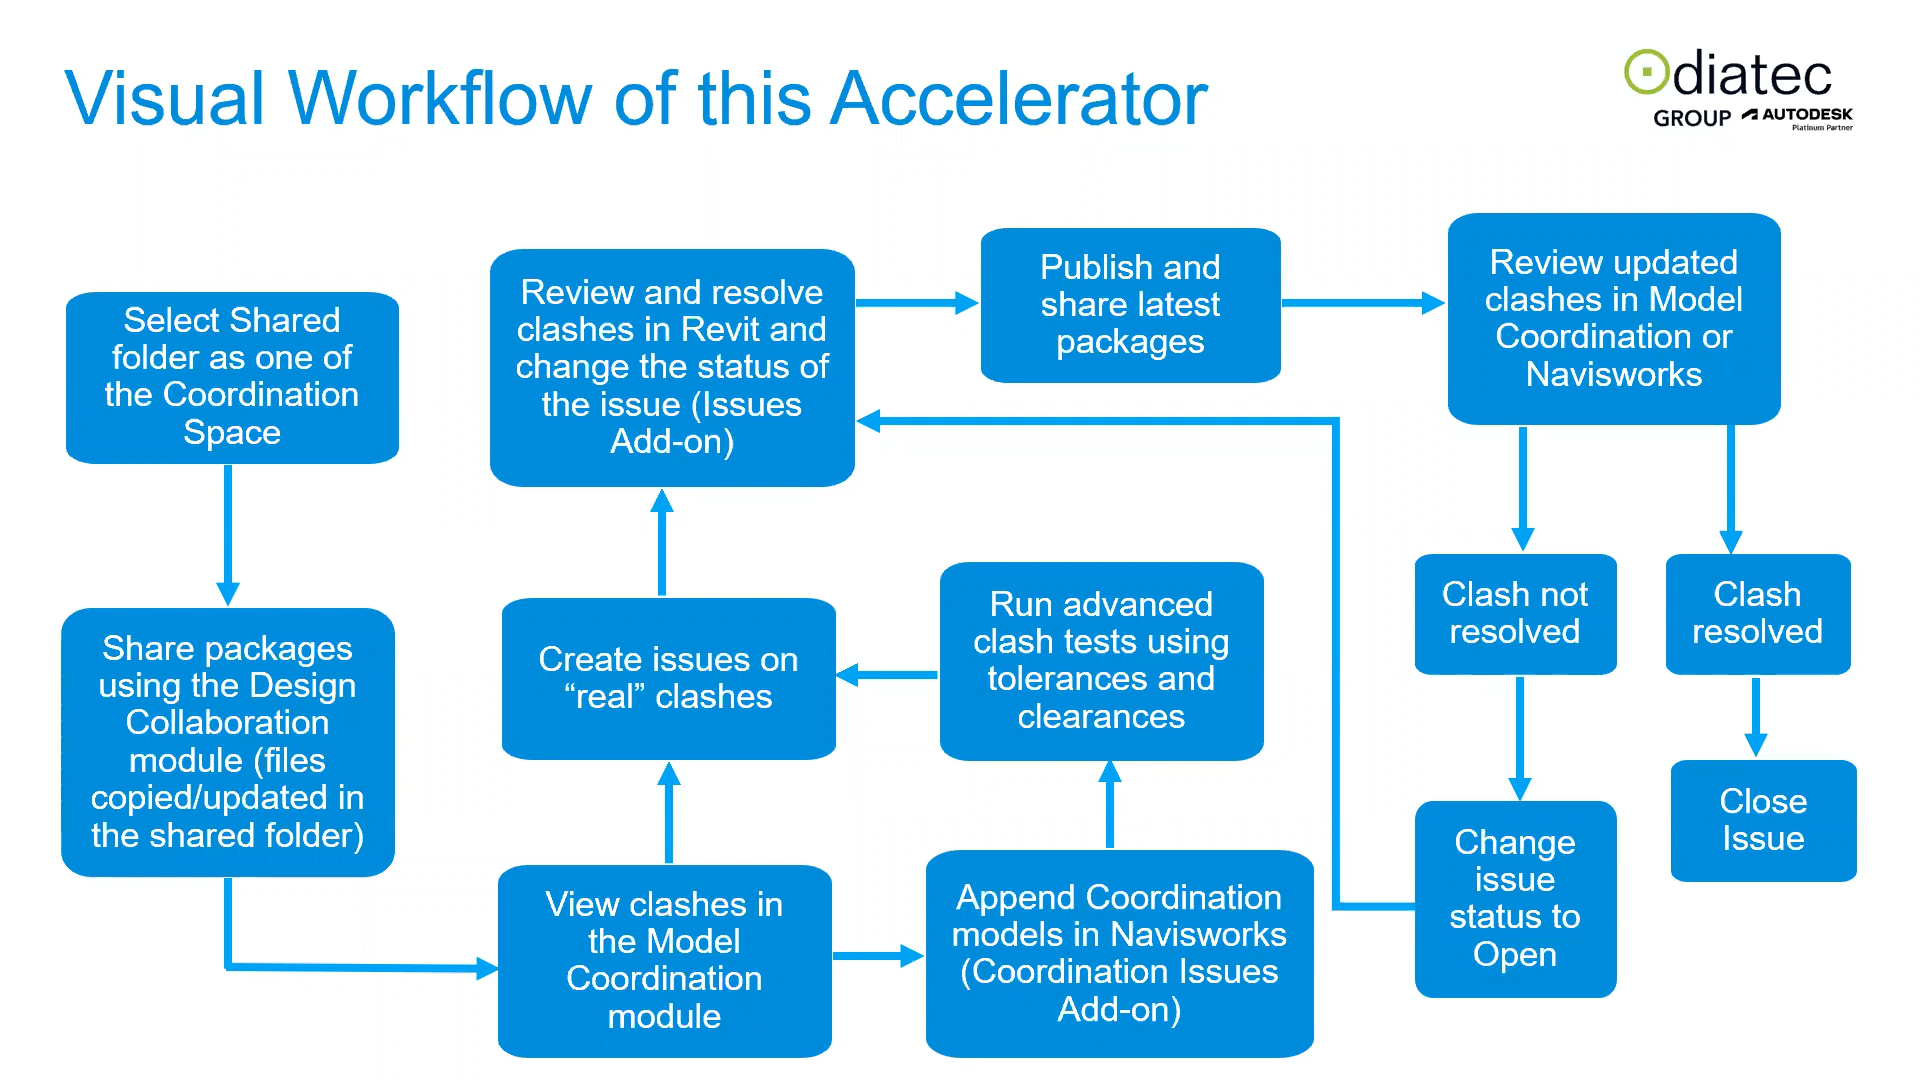 Visual Workflow of this Accelerator
diatec
GROUP AUTODESK
Platinum Partner
Select Shared
folder as one of
the Coordination
Space
Share packages
using the Design
Collaboration
module (files
copied/updated in
the shared folder)
Review and resolve
clashes in Revit and
change the status of
the issue (Issues
Add-on)
Create issues on
“real” clashes
View clashes in
the Model
Coordination
module
Publish and
share latest
packages
Run advanced
clash tests using
tolerances and
clearances
Append Coordination
models in Navisworks
(Coordination Issues
Add-on)
Review updated
clashes in Model
Coordination or
Navisworks
Clash not
resolved
Clash
resolved
Change
issue
status to
Open
Close
Issue